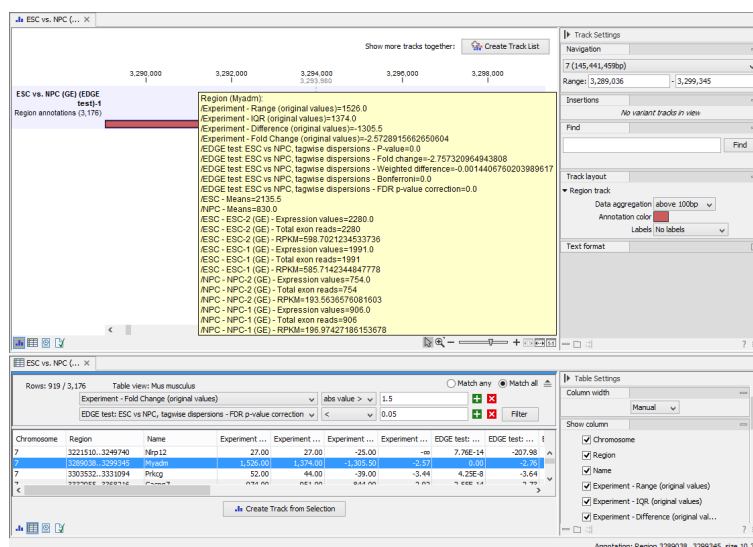 ESC vs. NPC (... ×
Show more tracks together: Create Track List
3,290,000 3,292,000 3,294,000 3,296,000 3,298,000
3,293,980
ESC vs. NPC (GE) (EDGE
test)-1
Region annotations (3,176)
Region (Myadm):
/Experiment - Range (original values)=1526.0
/Experiment - IQR (original values)=1374.0
/Experiment - Difference (original values)=-1305.5
/Experiment - Fold Change (original values)=-2.5728915662650604
/EDGE test: ESC vs NPC, tagwise dispersions - P-value=0.0
/EDGE test: ESC vs NPC, tagwise dispersions - Fold change=-2.757320964943808
/EDGE test: ESC vs NPC, tagwise dispersions - Weighted difference=-0.0014406760203989617
/EDGE test: ESC vs NPC, tagwise dispersions - Bonferroni=0.0
/EDGE test: ESC vs NPC, tagwise dispersions - FDR p-value correction=0.0
/ESC - Means=2135.5
/NPC - Means=830.0
/ESC - ESC-2 (GE) - Expression values=2280.0
/ESC - ESC-2 (GE) - Total exon reads=2280
/ESC - ESC-2 (GE) - RPKM=598.7021234533736
/ESC - ESC-1 (GE) - Expression values=1991.0
/ESC - ESC-1 (GE) - Total exon reads=1991
/ESC - ESC-1 (GE) - RPKM=585.7142344847778
/NPC - NPC-2 (GE) - Expression values=754.0
/NPC - NPC-2 (GE) - Total exon reads=754
/NPC - NPC-2 (GE) - RPKM=193.5636576081603
/NPC - NPC-1 (GE) - Expression values=906.0
/NPC - NPC-1 (GE) - Total exon reads=906
/NPC - NPC-1 (GE) - RPKM=196.97427186153678
Track Settings
Navigation
7 (145,441,459bp)
Range: 3,289,036 - 3,299,345
Insertions
No variant tracks in view
Find
Find
Track layout
Region track
Data aggregation above 100bp
Annotation color
Labels No labels
Text format
ESC vs. NPC (... ×
Rows: 919 / 3,176 Table view: Mus musculus Match any Match all
Experiment - Fold Change (original values) abs value > 1.5
EDGE test: ESC vs NPC, tagwise dispersions - FDR p-value correction < 0.05 Filter
Chromosome Region Name Experiment ... Experiment ... Experiment ... Experiment ... EDGE test: ... EDGE test: ... E
7 3221510..3249740 Nlrp12 27.00 27.00 -25.00 -∞ 7.76E-14 -207.98
7 3289038..3299345 Myadm 1,526.00 1,374.00 -1,305.50 -2.57 0.00 -2.76
7 3303532..3331094 Prkcg 52.00 44.00 -39.00 -3.44 4.25E-8 -3.64
Create Track from Selection
Table Settings
Column width
Manual
Show column
Chromosome
Region
Name
Experiment - Range (original values)
Experiment - IQR (original values)
Experiment - Difference (original val...